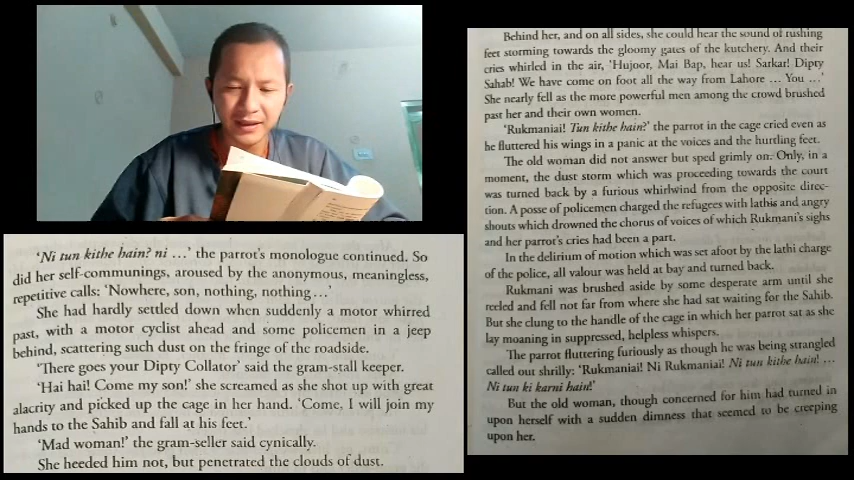 'Ni tun kithe hain? ni …' the parrot's monologue continued. So
did her self-communings, aroused by the anonymous, meaningless,
repetitive calls: 'Nowhere, son, nothing, nothing …'
She had hardly settled down when suddenly a motor whirred
past, with a motor cyclist ahead and some policemen in a jeep
behind, scattering such dust on the fringe of the roadside.
'There goes your Dipty Collator' said the gram-stall keeper.
'Hai hai! Come my son!' she screamed as she shot up with great
alacrity and picked up the cage in her hand. 'Come, I will join my
hands to the Sahib and fall at his feet.'
'Mad woman!' the gram-seller said cynically.
She heeded him not, but penetrated the clouds of dust.
Behind her, and on all sides, she could hear the sound of rushing
feet storming towards the gloomy gates of the kutchery. And their
cries whirled in the air, 'Hujoor, Mai Bap, hear us! Sarkar! Dipty
Sahab! We have come on foot all the way from Lahore … You …'
She nearly fell as the more powerful men among the crowd brushed
past her and their own women.
'Rukmaniai! Tun kithe hain?' the parrot in the cage cried even as
he fluttered his wings in a panic at the voices and the hurtling feet.
The old woman did not answer but sped grimly on. Only, in a
moment, the dust storm which was proceeding towards the court
was turned back by a furious whirlwind from the opposite direc-
tion. A posse of policemen charged the refugees with lathis and angry
shouts which drowned the chorus of voices of which Rukmani's sighs
and her parrot's cries had been a part.
In the delirium of motion which was set afoot by the lathi charge
of the police, all valour was held at bay and turned back.
Rukmani was brushed aside by some desperate arm until she
reeled and fell not far from where she had sat waiting for the Sahib.
But she clung to the handle of the cage in which her parrot sat as she
lay moaning in suppressed, helpless whispers.
The parrot fluttering furiously as though he was being strangled
called out shrilly: 'Rukmaniai! Ni Rukmaniai! Ni tun kithe hain! …
Ni tun ki karni hain!'
But the old woman, though concerned for him had turned in
upon herself with a sudden dimness that seemed to be creeping
upon her.